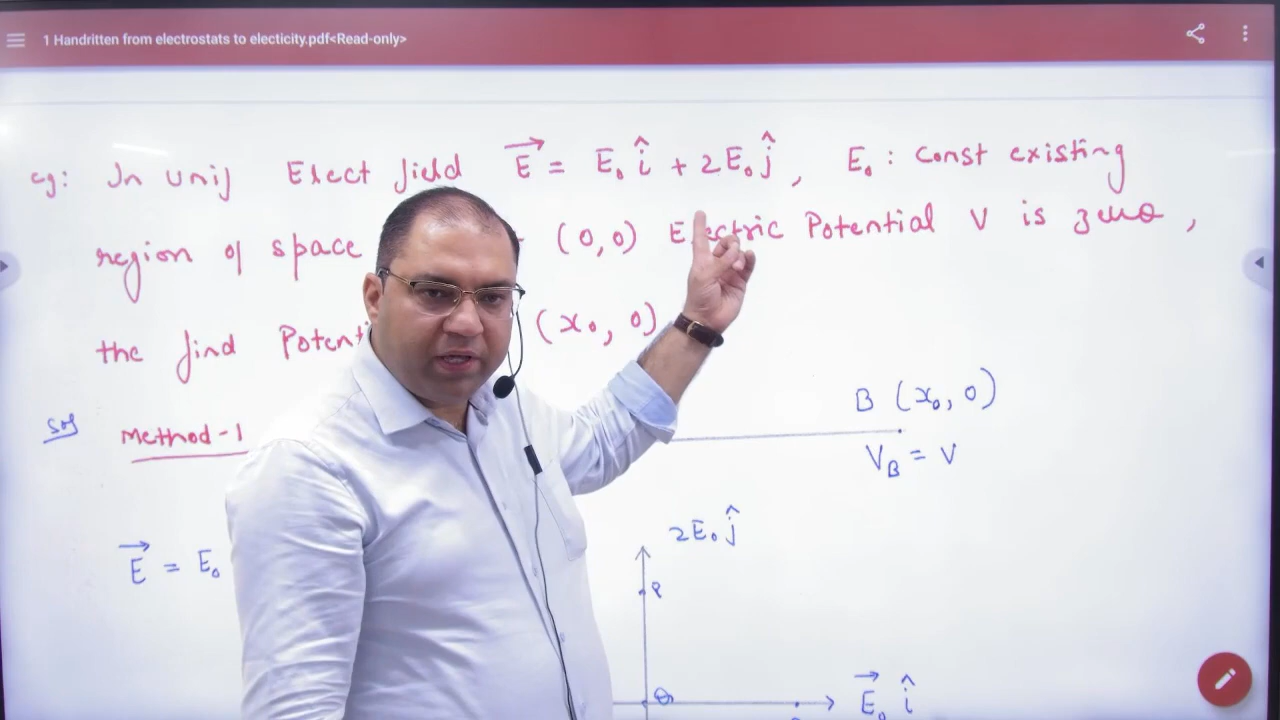 1 Handritten from electrostats to electicity.pdf<Read-only>
eg: In unif Elect field E⃗ = E₀ î + 2E₀ ĵ , E₀ : Const existing
region of space (0,0) Electric Potential V is zero ,
the find Potenti (x₀, 0)
Sol Method-1
B (x₀, 0)
V_B = V
2E₀ ĵ
E⃗ = E₀
P
O
E⃗₀ î